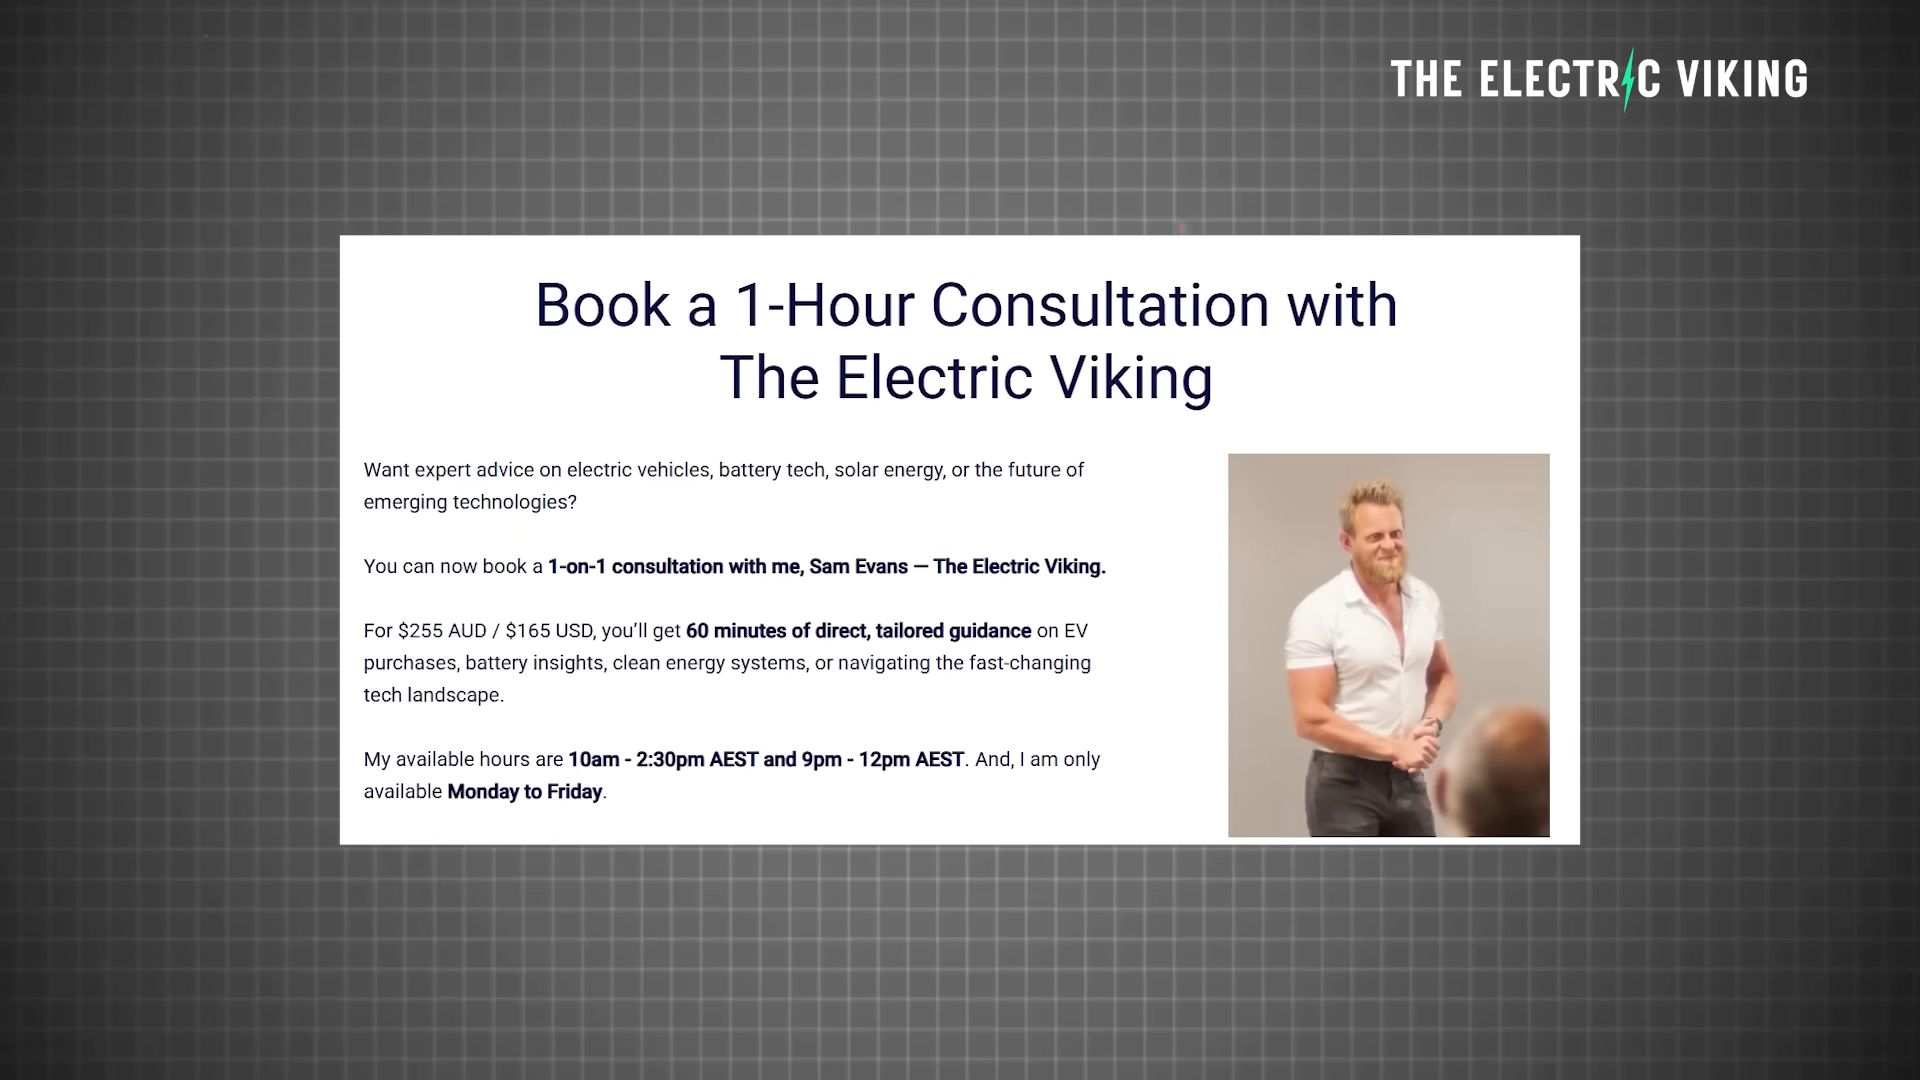 THE ELECTRIC VIKING
Book a 1-Hour Consultation with
The Electric Viking
Want expert advice on electric vehicles, battery tech, solar energy, or the future of
emerging technologies?
You can now book a 1-on-1 consultation with me, Sam Evans — The Electric Viking.
For $255 AUD / $165 USD, you’ll get 60 minutes of direct, tailored guidance on EV
purchases, battery insights, clean energy systems, or navigating the fast-changing
tech landscape.
My available hours are 10am - 2:30pm AEST and 9pm - 12pm AEST. And, I am only
available Monday to Friday.